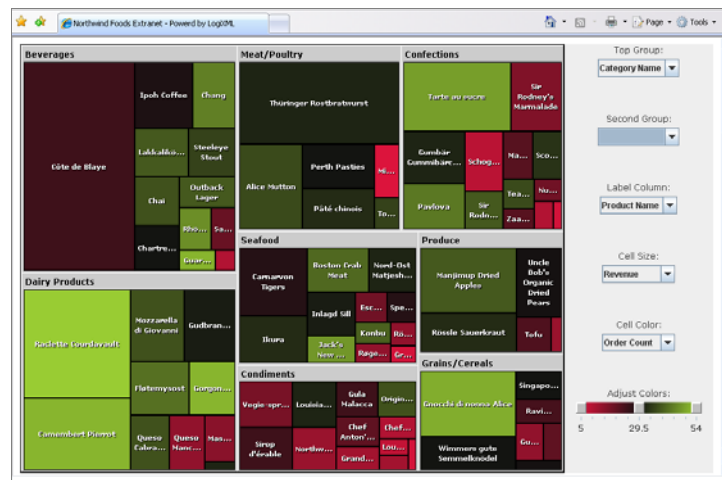 Northwind Foods Extranet - Powerd by LogiXML
Page
Tools
Beverages
Côte de Blaye
Ipoh Coffee
Chang
Lakkalikö...
Steeleye
Stout
Chai
Outback
Lager
Chartre...
Rho...
Sa...
Guar...
Meat/Poultry
Thüringer Rostbratwurst
Alice Mutton
Perth Pasties
Mi...
Pâté chinois
To...
Confections
Tarte au sucre
Sir
Rodney's
Marmalade
Gumbär
Gummibärc...
Schog...
Ma...
Sco...
Pavlova
Sir
Rodn...
Tea...
Nu...
Zaa...
Dairy Products
Raclette Courdavault
Camembert Pierrot
Mozzarella
di Giovanni
Gudbran...
Fløtemysost
Gorgon...
Queso
Cabra...
Queso
Manc...
Mas...
Seafood
Carnarvon
Tigers
Ikura
Boston Crab
Meat
Nord-Ost
Matjesh...
Inlagd Sill
Esc...
Spe...
Jack's
New ...
Konbu
Rö...
Røge...
Gr...
Produce
Manjimup Dried
Apples
Uncle
Bob's
Organic
Dried
Pears
Rössle Sauerkraut
Tofu
Condiments
Vegie-spr...
Louisia...
Gula
Malacca
Origin...
Sirop
d'érable
Northw...
Chef
Anton'...
Chef...
Grand...
Lou...
Grains/Cereals
Gnocchi di nonna Alice
Singapo...
Ravi...
Wimmers gute
Semmelknödel
Gu...
Top Group:
Category Name
Second Group:
Label Column:
Product Name
Cell Size:
Revenue
Cell Color:
Order Count
Adjust Colors:
5 29.5 54